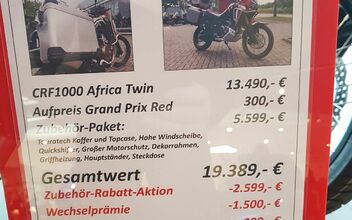 CRF1000 Africa Twin 13.490,- €
Aufpreis Grand Prix Red 300,- €
Zubehör-Paket: 5.599,- €
Touratech Koffer und Topcase, Hohe Windscheibe,
Quickshifter, Großer Motorschutz, Dekorrahmen,
Griffheizung, Hauptständer, Steckdose
Gesamtwert 19.389,- €
Zubehör-Rabatt-Aktion -2.599,- €
Wechselprämie -1.500,- €